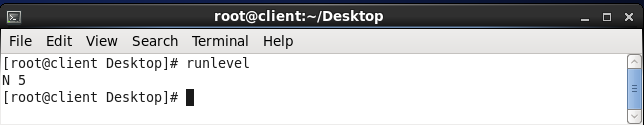 root@client:~/Desktop
File Edit View Search Terminal Help
[root@client Desktop]# runlevel
N 5
[root@client Desktop]#